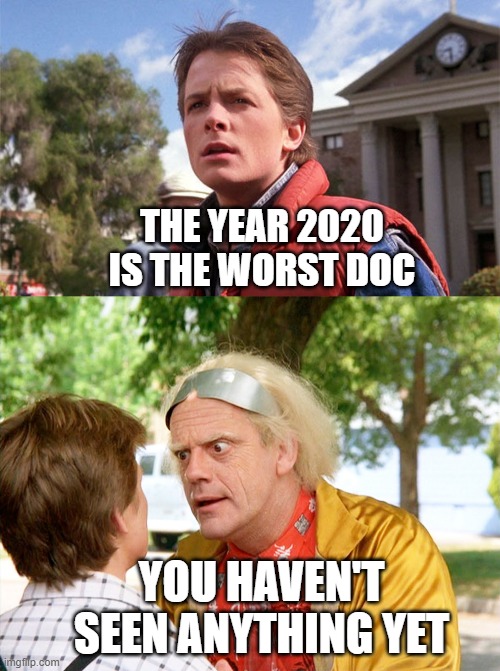 THE YEAR 2020
IS THE WORST DOC
YOU HAVEN'T
SEEN ANYTHING YET
imgflip.com